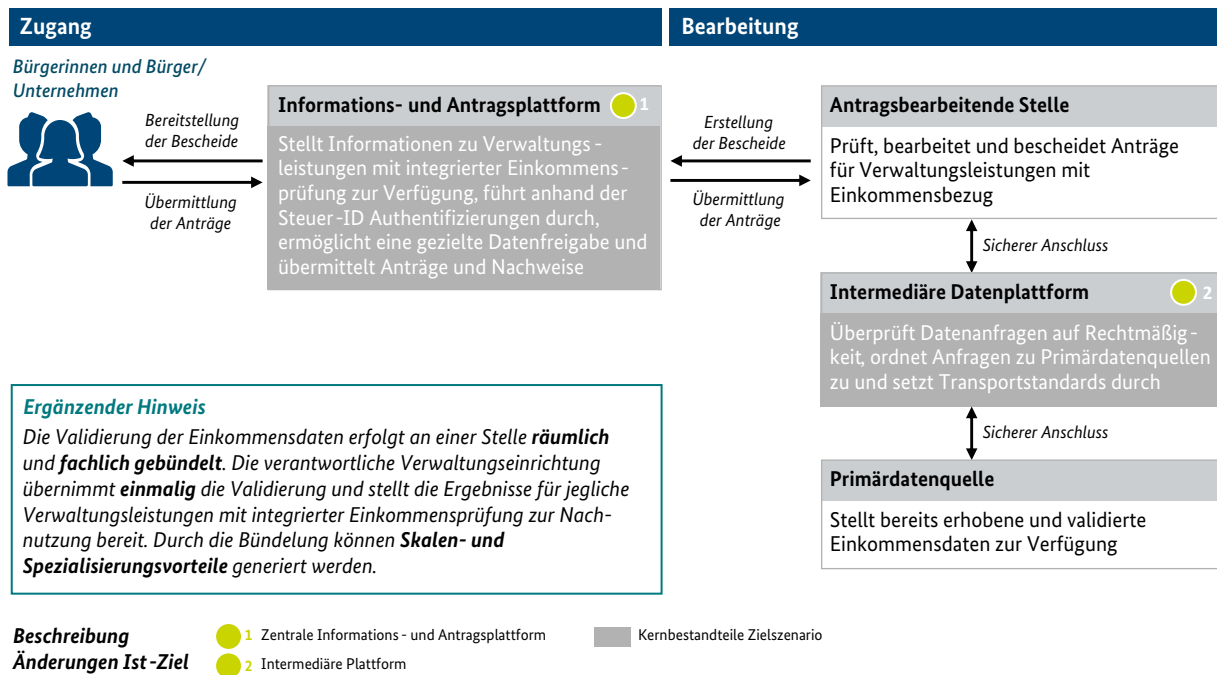 Zugang
Bürgerinnen und Bürger/
Unternehmen
Bereitstellung
der Bescheide
Übermittlung
der Anträge
Informations- und Antragsplattform 1
Stellt Informationen zu Verwaltungs-
leistungen mit integrierter Einkommens-
prüfung zur Verfügung, führt anhand der
Steuer-ID Authentifizierungen durch,
ermöglicht eine gezielte Datenfreigabe und
übermittelt Anträge und Nachweise
Bearbeitung
Erstellung
der Bescheide
Übermittlung
der Anträge
Antragsbearbeitende Stelle
Prüft, bearbeitet und bescheidet Anträge
für Verwaltungsleistungen mit
Einkommensbezug
Sicherer Anschluss
Intermediäre Datenplattform 2
Überprüft Datenanfragen auf Rechtmäßig-
keit, ordnet Anfragen zu Primärdatenquellen
zu und setzt Transportstandards durch
Sicherer Anschluss
Primärdatenquelle
Stellt bereits erhobene und validierte
Einkommensdaten zur Verfügung
Ergänzender Hinweis
Die Validierung der Einkommensdaten erfolgt an einer Stelle räumlich
und fachlich gebündelt. Die verantwortliche Verwaltungseinrichtung
übernimmt einmalig die Validierung und stellt die Ergebnisse für jegliche
Verwaltungsleistungen mit integrierter Einkommensprüfung zur Nach-
nutzung bereit. Durch die Bündelung können Skalen- und
Spezialisierungsvorteile generiert werden.
Beschreibung
Änderungen Ist-Ziel
1 Zentrale Informations- und Antragsplattform
2 Intermediäre Plattform
Kernbestandteile Zielszenario